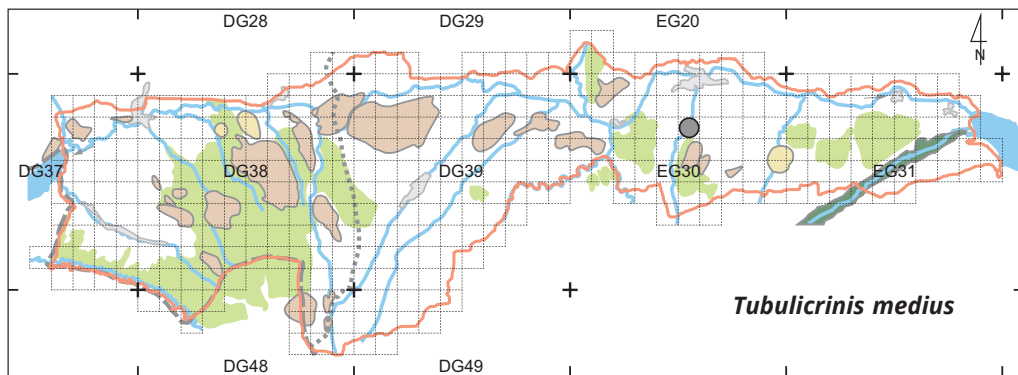 DG28 DG29 EG20
N
DG37 DG38 DG39 EG30 EG31
Tubulicrinis medius
DG48 DG49